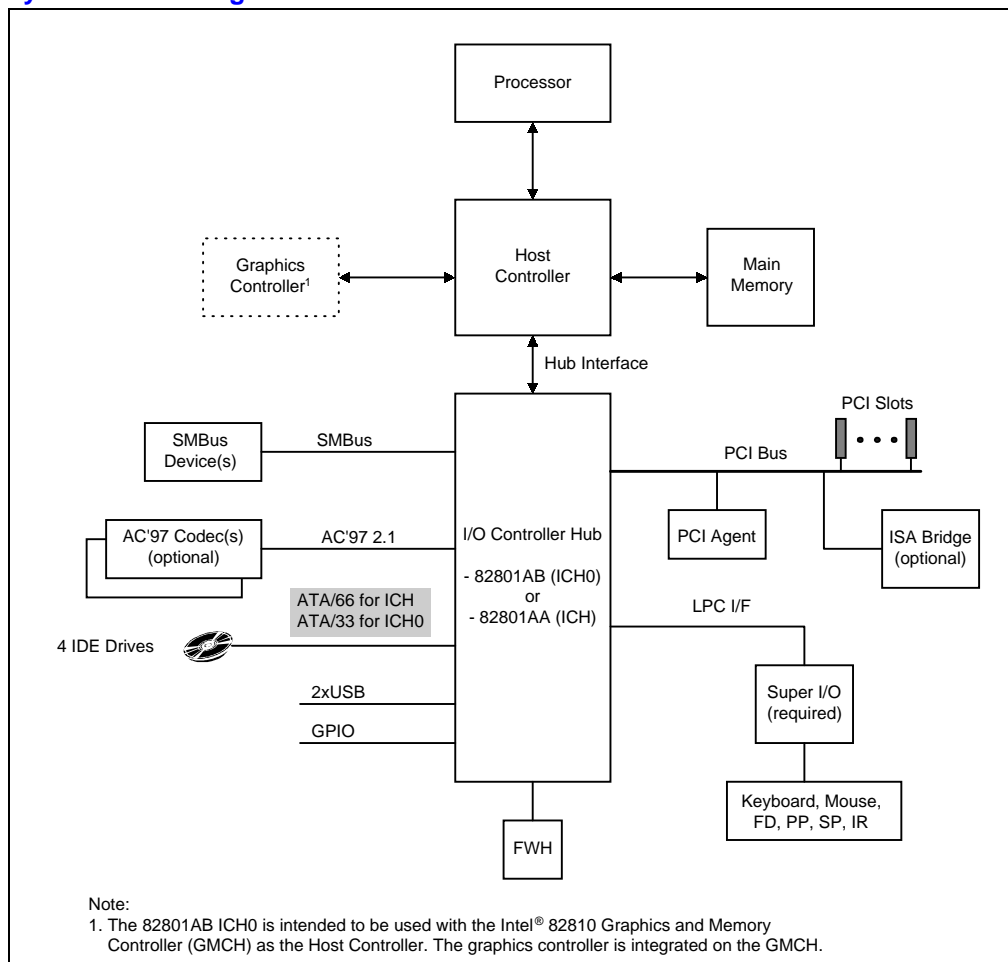 Processor
Host
Controller
Graphics
Controller¹
Main
Memory
Hub Interface
PCI Slots
SMBus
Device(s)
SMBus
PCI Bus
AC'97 Codec(s)
(optional)
AC'97 2.1
I/O Controller Hub
- 82801AB (ICH0)
or
- 82801AA (ICH)
PCI Agent
ISA Bridge
(optional)
ATA/66 for ICH
ATA/33 for ICH0
LPC I/F
4 IDE Drives
2xUSB
GPIO
Super I/O
(required)
Keyboard, Mouse,
FD, PP, SP, IR
FWH
Note:
1. The 82801AB ICH0 is intended to be used with the Intel® 82810 Graphics and Memory
Controller (GMCH) as the Host Controller. The graphics controller is integrated on the GMCH.